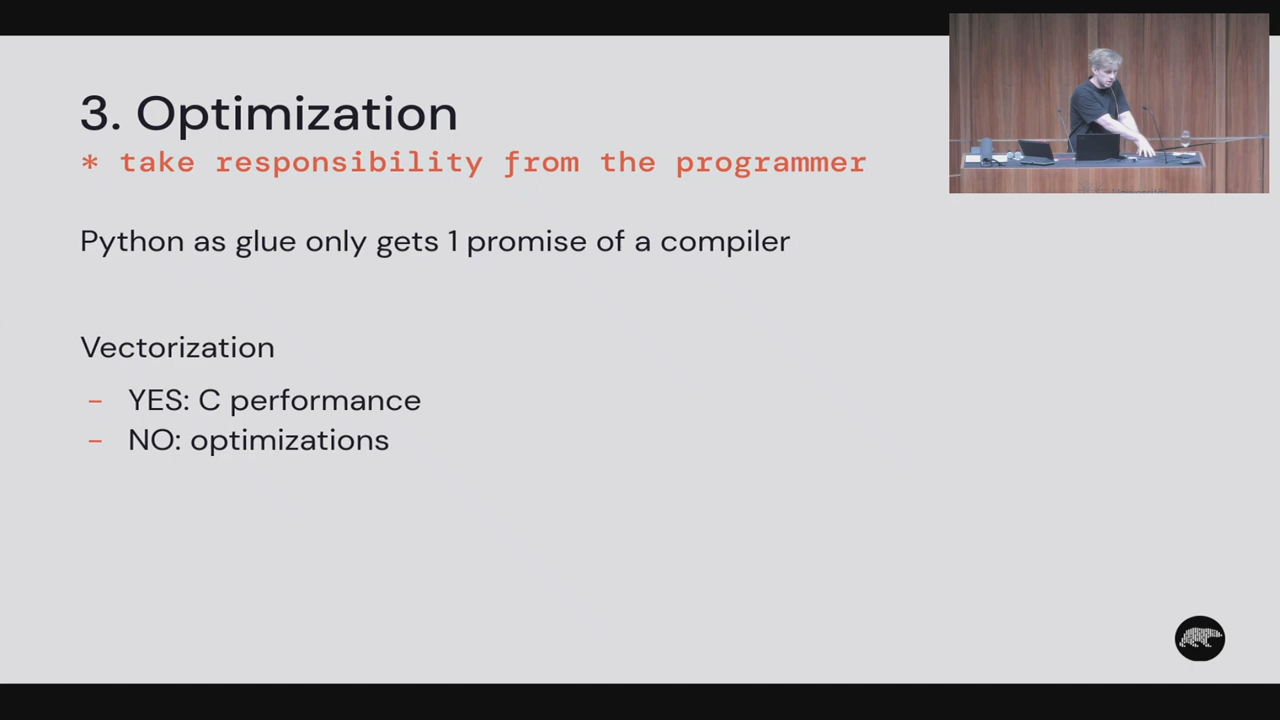 3. Optimization
* take responsibility from the programmer
Python as glue only gets 1 promise of a compiler
Vectorization
- YES: C performance
- NO: optimizations